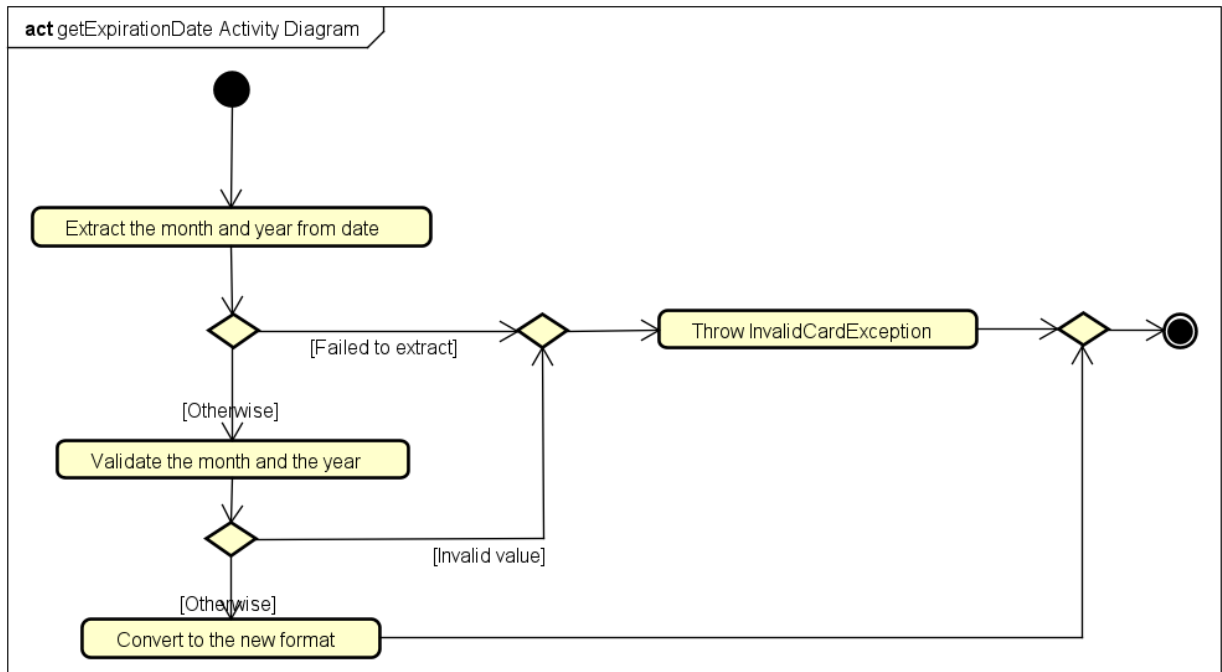 act getExpirationDate Activity Diagram
Extract the month and year from date
[Failed to extract]
Throw InvalidCardException
[Otherwise]
Validate the month and the year
[Invalid value]
[Otherwise]
Convert to the new format